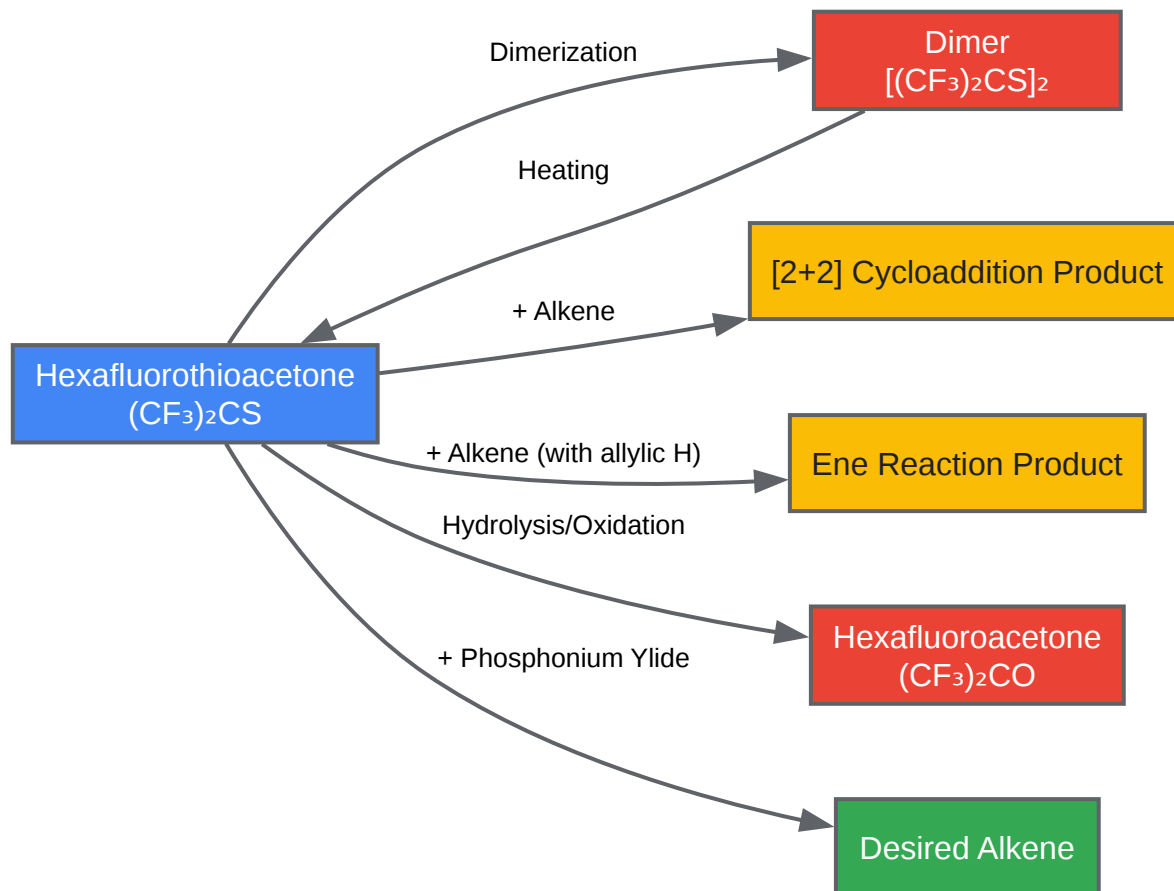 Dimerization
Dimer
[(CF₃)₂CS]₂
Heating
[2+2] Cycloaddition Product
+ Alkene
Hexafluorothioacetone
(CF₃)₂CS
+ Alkene (with allylic H)
Ene Reaction Product
Hydrolysis/Oxidation
Hexafluoroacetone
(CF₃)₂CO
+ Phosphonium Ylide
Desired Alkene